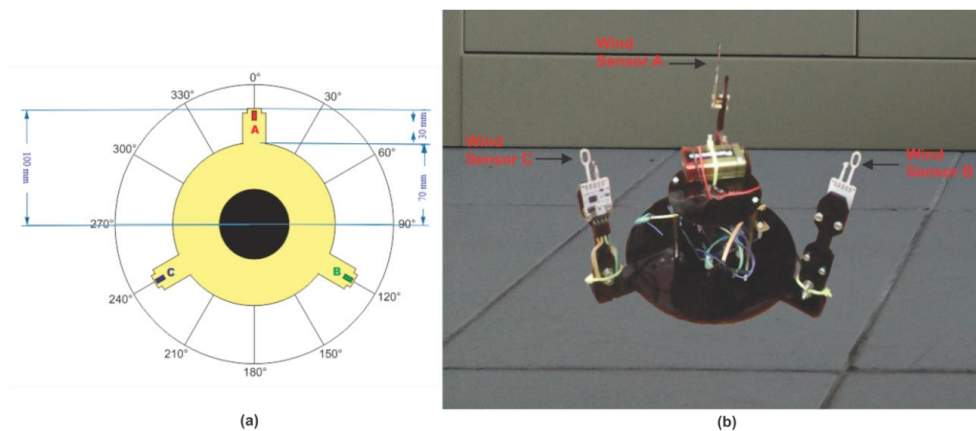 0°
330°
30°
A
30 mm
300°
60°
100 mm
70 mm
270°
90°
C
B
240°
120°
210°
150°
180°
(a)
Wind
Sensor A
Wind
Sensor C
Wind
Sensor B
(b)